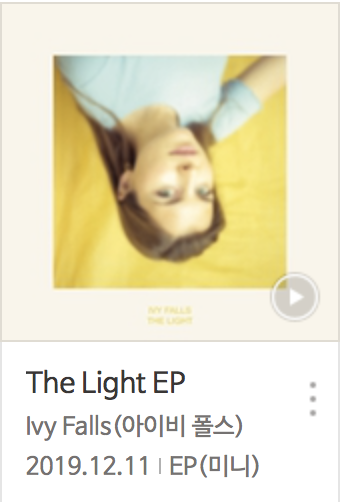 IVY FALLS
THE LIGHT
The Light EP
Ivy Falls(아이비 폴스)
2019.12.11 | EP(미니)